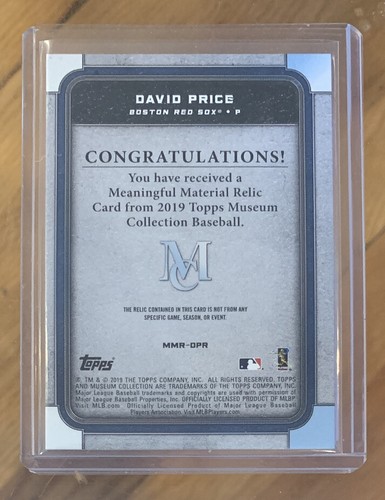 DAVID PRICE
BOSTON RED SOX® • P
CONGRATULATIONS!
You have received a
Meaningful Material Relic
Card from 2019 Topps Museum
Collection Baseball.
MC
THE RELIC CONTAINED IN THIS CARD IS NOT FROM ANY
SPECIFIC GAME, SEASON, OR EVENT.
MMR-DPR
Topps
® TM & © 2019 THE TOPPS COMPANY, INC. ALL RIGHTS RESERVED. TOPPS
AND MUSEUM COLLECTION ARE TRADEMARKS OF THE TOPPS COMPANY, INC.
Major League Baseball trademarks and copyrights are used with permission of
Major League Baseball Properties, Inc. OFFICIALLY LICENSED PRODUCT OF MLBP
Visit MLB.com Officially Licensed Product of Major League Baseball
Players Association. Visit MLBPlayers.com